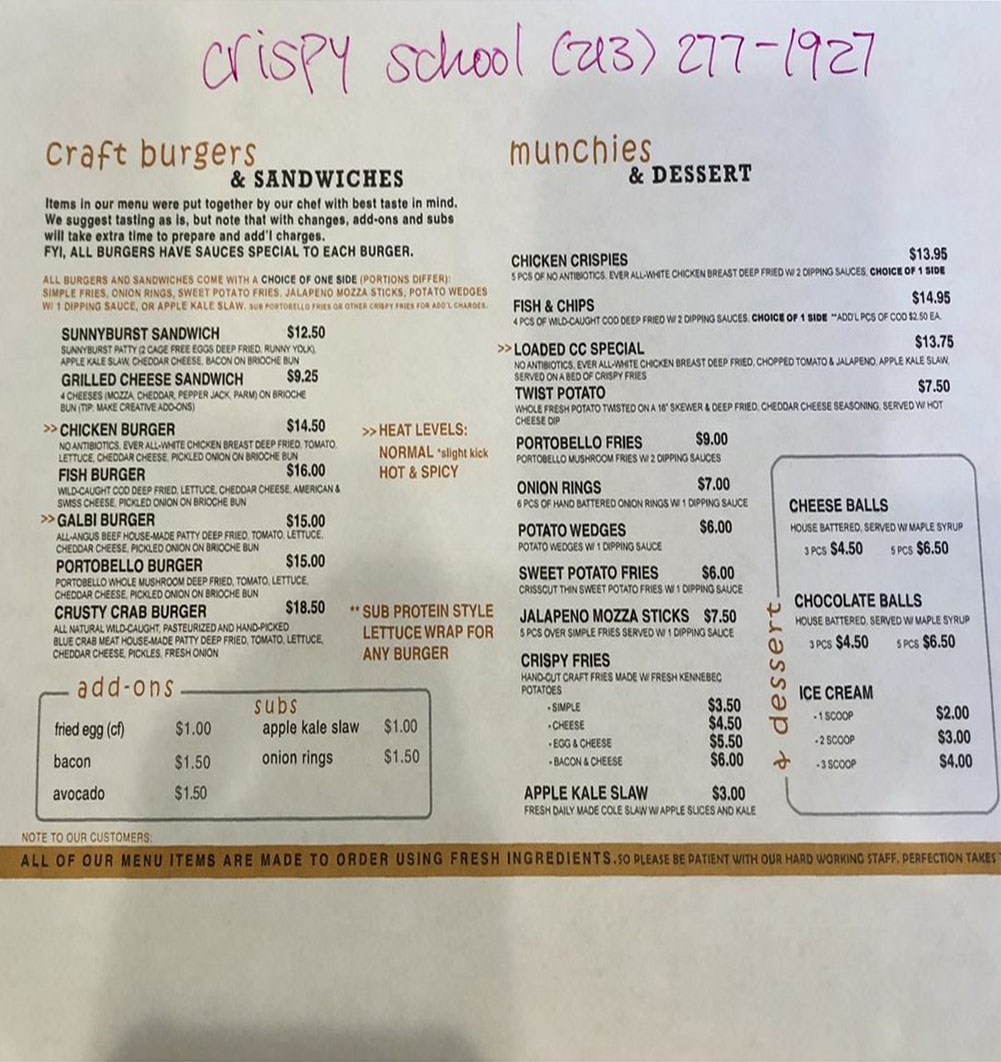 crispy school (213) 277-1927
craft burgers
& SANDWICHES
Items in our menu were put together by our chef with best taste in mind.
We suggest tasting as is, but note that with changes, add-ons and subs
will take extra time to prepare and add'l charges.
FYI, ALL BURGERS HAVE SAUCES SPECIAL TO EACH BURGER.
ALL BURGERS AND SANDWICHES COME WITH A CHOICE OF ONE SIDE (PORTIONS DIFFER):
SIMPLE FRIES, ONION RINGS, SWEET POTATO FRIES, JALAPENO MOZZA STICKS, POTATO WEDGES
W/ 1 DIPPING SAUCE, OR APPLE KALE SLAW. SUB PORTOBELLO FRIES OR OTHER CRISPY FRIES FOR ADD'L CHARGES.
SUNNYBURST SANDWICH $12.50
SUNNYBURST PATTY (2 CAGE FREE EGGS DEEP FRIED, RUNNY YOLK),
APPLE KALE SLAW, CHEDDAR CHEESE, BACON ON BRIOCHE BUN
GRILLED CHEESE SANDWICH $9.25
4 CHEESES (MOZZA, CHEDDAR, PEPPER JACK, PARM) ON BRIOCHE
BUN (TIP: MAKE CREATIVE ADD-ONS)
>> CHICKEN BURGER $14.50
NO ANTIBIOTICS, EVER ALL-WHITE CHICKEN BREAST DEEP FRIED, TOMATO,
LETTUCE, CHEDDAR CHEESE, PICKLED ONION ON BRIOCHE BUN
FISH BURGER $16.00
WILD-CAUGHT COD DEEP FRIED, LETTUCE, CHEDDAR CHEESE, AMERICAN &
SWISS CHEESE, PICKLED ONION ON BRIOCHE BUN
>> GALBI BURGER $15.00
ALL-ANGUS BEEF HOUSE-MADE PATTY DEEP FRIED, TOMATO, LETTUCE,
CHEDDAR CHEESE, PICKLED ONION ON BRIOCHE BUN
PORTOBELLO BURGER $15.00
PORTOBELLO WHOLE MUSHROOM DEEP FRIED, TOMATO, LETTUCE,
CHEDDAR CHEESE, PICKLED ONION ON BRIOCHE BUN
CRUSTY CRAB BURGER $18.50
ALL NATURAL WILD-CAUGHT, PASTEURIZED AND HAND-PICKED
BLUE CRAB MEAT HOUSE-MADE PATTY DEEP FRIED, TOMATO, LETTUCE,
CHEDDAR CHEESE, PICKLES, FRESH ONION
>> HEAT LEVELS:
NORMAL *slight kick
HOT & SPICY
** SUB PROTEIN STYLE
LETTUCE WRAP FOR
ANY BURGER
add-ons
fried egg (cf) $1.00
bacon $1.50
avocado $1.50
subs
apple kale slaw $1.00
onion rings $1.50
munchies
& DESSERT
CHICKEN CRISPIES $13.95
5 PCS OF NO ANTIBIOTICS, EVER ALL-WHITE CHICKEN BREAST DEEP FRIED W/ 2 DIPPING SAUCES, CHOICE OF 1 SIDE
FISH & CHIPS $14.95
4 PCS OF WILD-CAUGHT COD DEEP FRIED W/ 2 DIPPING SAUCES. CHOICE OF 1 SIDE **ADD'L PCS OF COD $2.50 EA.
>> LOADED CC SPECIAL $13.75
NO ANTIBIOTICS, EVER ALL-WHITE CHICKEN BREAST DEEP FRIED, CHOPPED TOMATO & JALAPENO, APPLE KALE SLAW,
SERVED ON A BED OF CRISPY FRIES
TWIST POTATO $7.50
WHOLE FRESH POTATO TWISTED ON A 16" SKEWER & DEEP FRIED, CHEDDAR CHEESE SEASONING, SERVED W/ HOT
CHEESE DIP
PORTOBELLO FRIES $9.00
PORTOBELLO MUSHROOM FRIES W/ 2 DIPPING SAUCES
ONION RINGS $7.00
6 PCS OF HAND BATTERED ONION RINGS W/ 1 DIPPING SAUCE
POTATO WEDGES $6.00
POTATO WEDGES W/ 1 DIPPING SAUCE
SWEET POTATO FRIES $6.00
CRISSCUT THIN SWEET POTATO FRIES W/ 1 DIPPING SAUCE
JALAPENO MOZZA STICKS $7.50
5 PCS OVER SIMPLE FRIES SERVED W/ 1 DIPPING SAUCE
CRISPY FRIES
HAND-CUT CRAFT FRIES MADE W/ FRESH KENNEBEC
POTATOES
- SIMPLE $3.50
- CHEESE $4.50
- EGG & CHEESE $5.50
- BACON & CHEESE $6.00
APPLE KALE SLAW $3.00
FRESH DAILY MADE COLE SLAW W/ APPLE SLICES AND KALE
& dessert
CHEESE BALLS
HOUSE BATTERED, SERVED W/ MAPLE SYRUP
3 PCS $4.50 5 PCS $6.50
CHOCOLATE BALLS
HOUSE BATTERED, SERVED W/ MAPLE SYRUP
3 PCS $4.50 5 PCS $6.50
ICE CREAM
- 1 SCOOP $2.00
- 2 SCOOP $3.00
- 3 SCOOP $4.00
NOTE TO OUR CUSTOMERS:
ALL OF OUR MENU ITEMS ARE MADE TO ORDER USING FRESH INGREDIENTS. SO PLEASE BE PATIENT WITH OUR HARD WORKING STAFF. PERFECTION TAKES